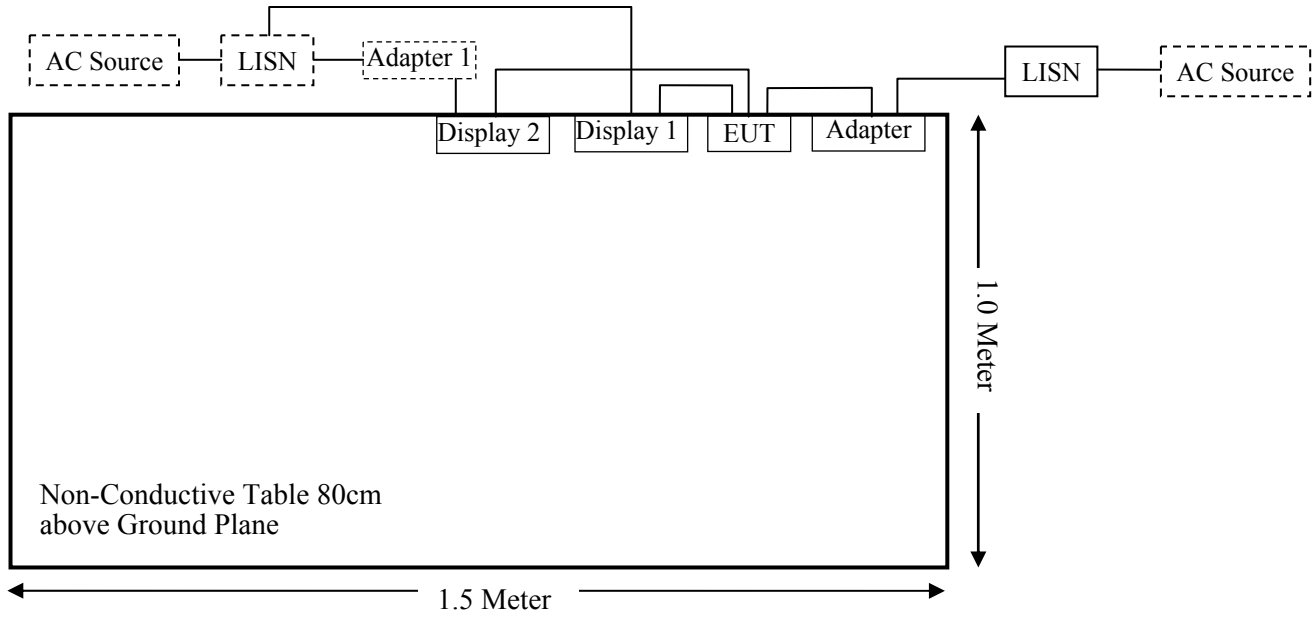 AC Source
LISN
Adapter 1
LISN
AC Source
Display 2
Display 1
EUT
Adapter
1.0 Meter
Non-Conductive Table 80cm
above Ground Plane
1.5 Meter